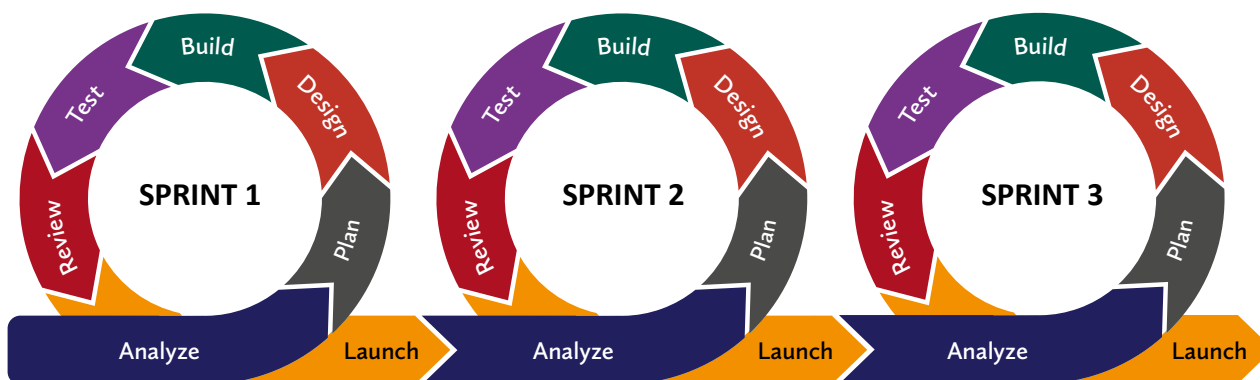 SPRINT 1
Analyze
Plan
Design
Build
Test
Review
Launch
SPRINT 2
Analyze
Plan
Design
Build
Test
Review
Launch
SPRINT 3
Analyze
Plan
Design
Build
Test
Review
Launch